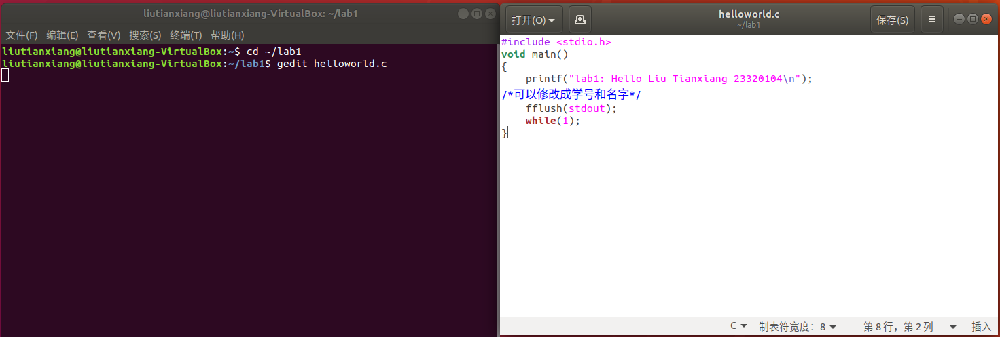 liutianxiang@liutianxiang-VirtualBox: ~/lab1
文件(F) 编辑(E) 查看(V) 搜索(S) 终端(T) 帮助(H)
liutianxiang@liutianxiang-VirtualBox:~$ cd ~/lab1
liutianxiang@liutianxiang-VirtualBox:~/lab1$ gedit helloworld.c
打开(O)
helloworld.c
~/lab1
保存(S)
#include <stdio.h>
void main()
{
    printf("lab1: Hello Liu Tianxiang 23320104\n");
/*可以修改成学号和名字*/
    fflush(stdout);
    while(1);
}
C 制表符宽度：8 第 8 行，第 2 列 插入